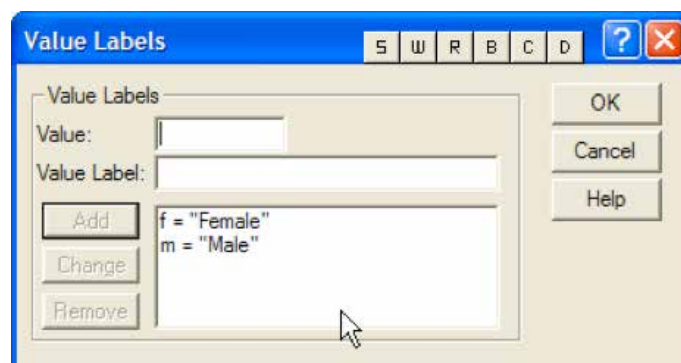 Value Labels
S W R B C D ?
Value Labels
OK
Value:
Cancel
Value Label:
Help
Add
f = "Female"
m = "Male"
Change
Remove